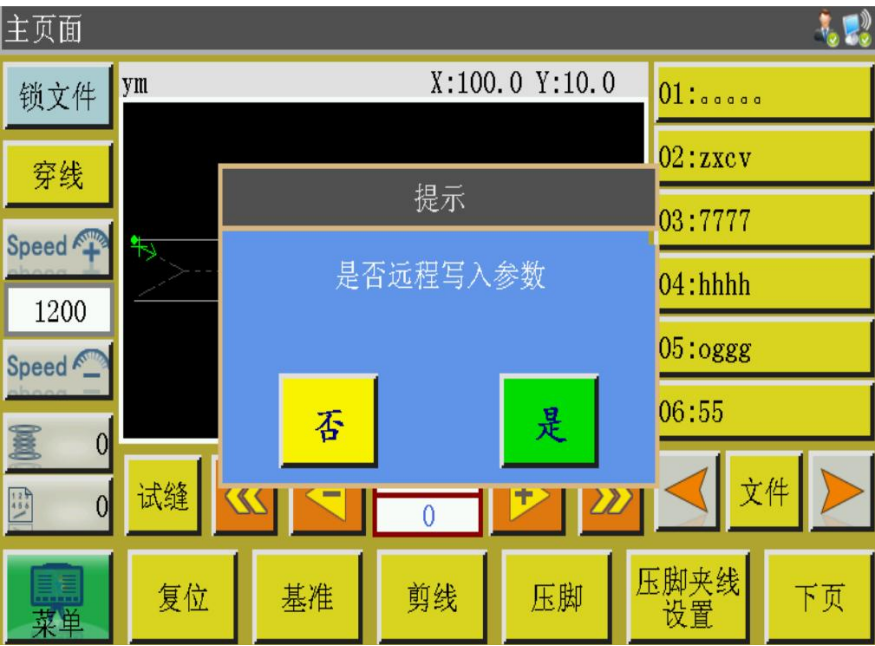 主页面
锁文件
ym X:100.0 Y:10.0
01:。。。。。
穿线
02:zxcv
提示
03:7777
Speed
是否远程写入参数
04:hhhh
1200
05:oggg
Speed
否
是
06:55
0
试缝
0
文件
0
菜单
复位
基准
剪线
压脚
压脚夹线
设置
下页